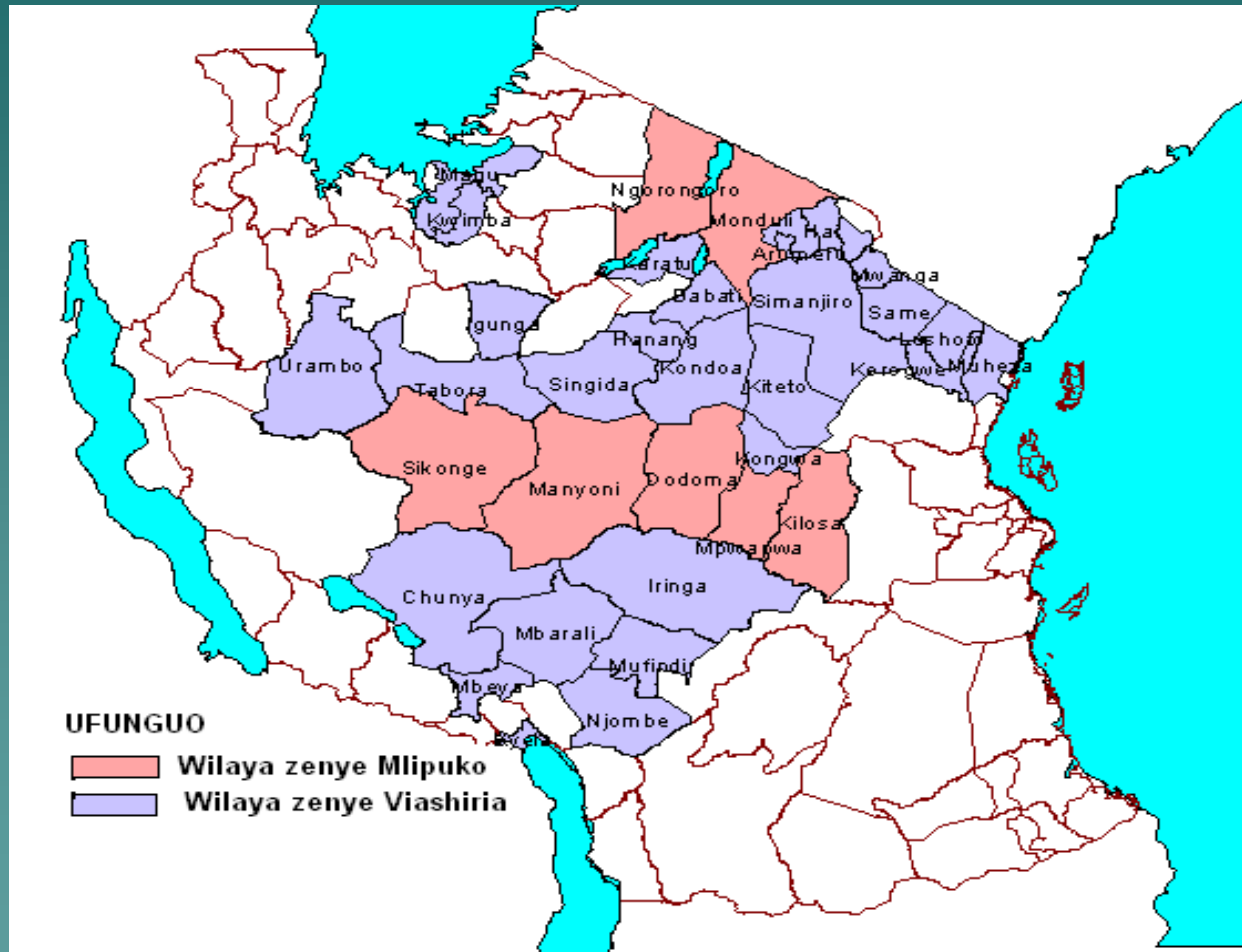 Magu
Kwimba
Ngorongoro
Monduli
Ha
Arumeru
Karatu
Mwanga
Babati
Simanjiro
Same
gunga
Hanang
Lushoto
Urambo
Kondoa
Korogwe
Muheza
Tabora
Singida
Kiteto
Kongwa
Sikonge
Dodoma
Manyoni
Kilosa
Mpwapwa
Iringa
Chunya
Mbarali
Mufindi
Mbeya
Njombe
UFUNGUO
Wilaya zenye Mlipuko
Wilaya zenye Viashiria